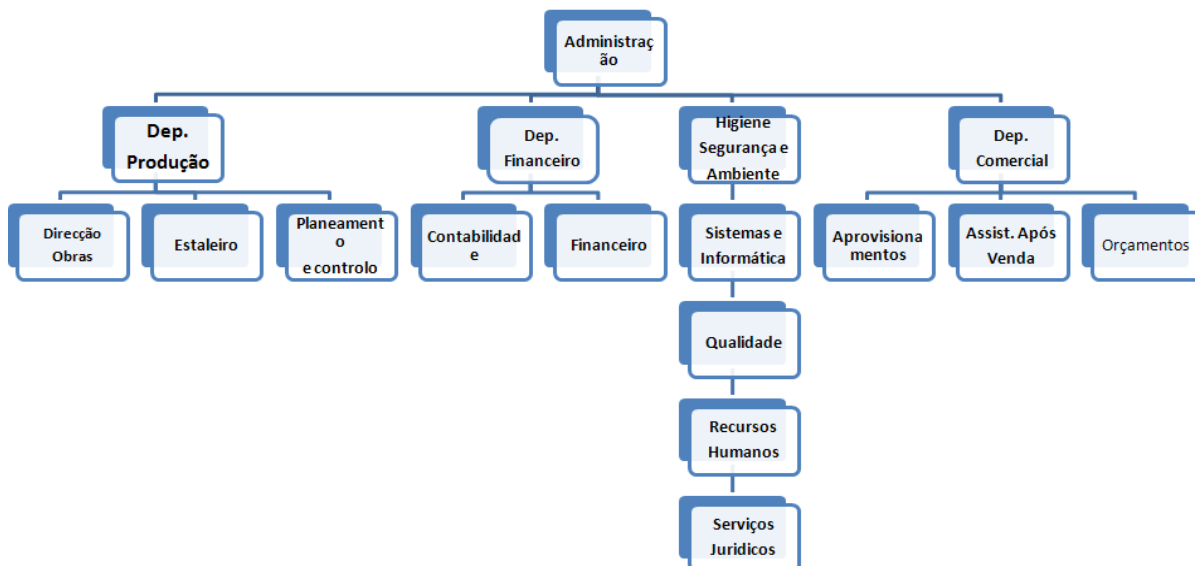 Administraç
ão
Dep.
Produção
Dep.
Financeiro
Higiene
Segurança e
Ambiente
Dep.
Comercial
Direcção
Obras
Estaleiro
Planeament
o
e controlo
Contabilidad
e
Financeiro
Sistemas e
Informática
Aprovisiona
mentos
Assist. Após
Venda
Orçamentos
Qualidade
Recursos
Humanos
Serviços
Juridicos